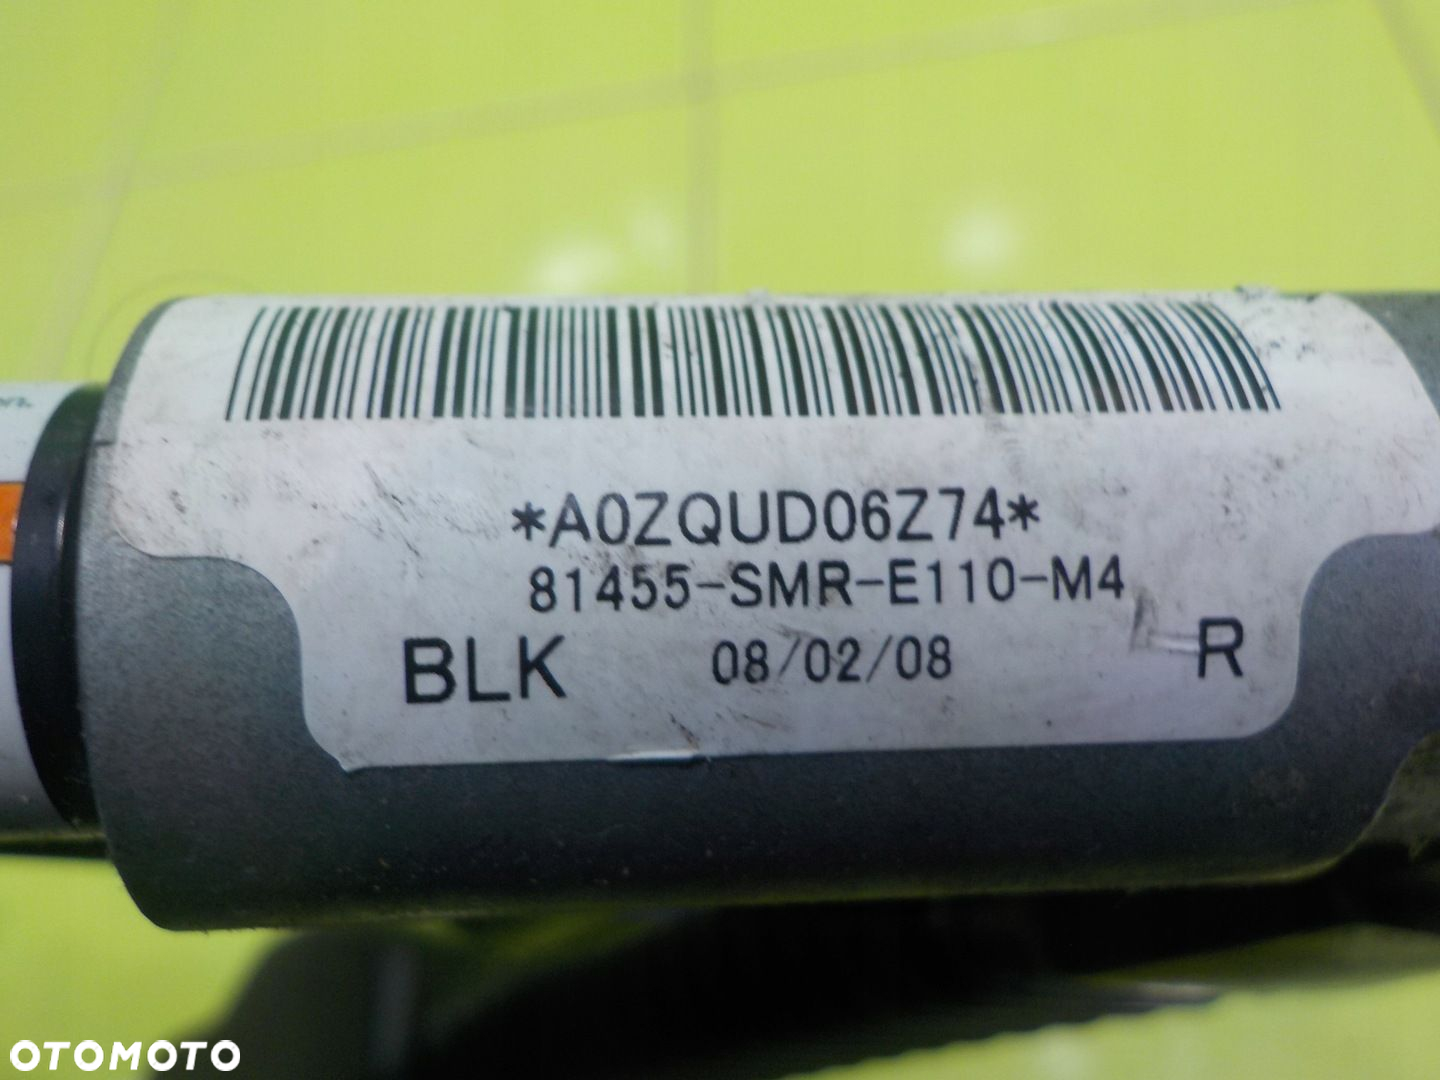 *A0ZQUD06Z74*
81455-SMR-E110-M4
BLK 08/02/08 R
OTOMOTO